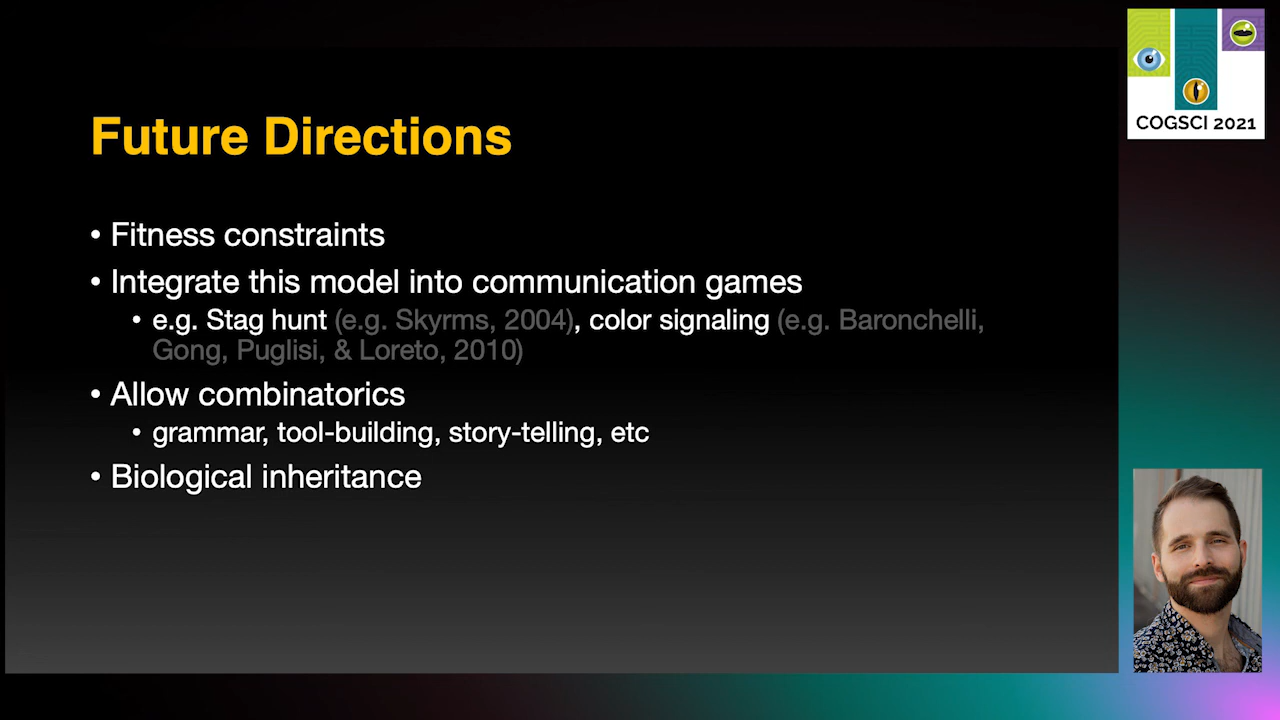 Future Directions
• Fitness constraints
• Integrate this model into communication games
• e.g. Stag hunt (e.g. Skyrms, 2004), color signaling (e.g. Baronchelli,
Gong, Puglisi, & Loreto, 2010)
• Allow combinatorics
• grammar, tool-building, story-telling, etc
• Biological inheritance
COGSCI 2021